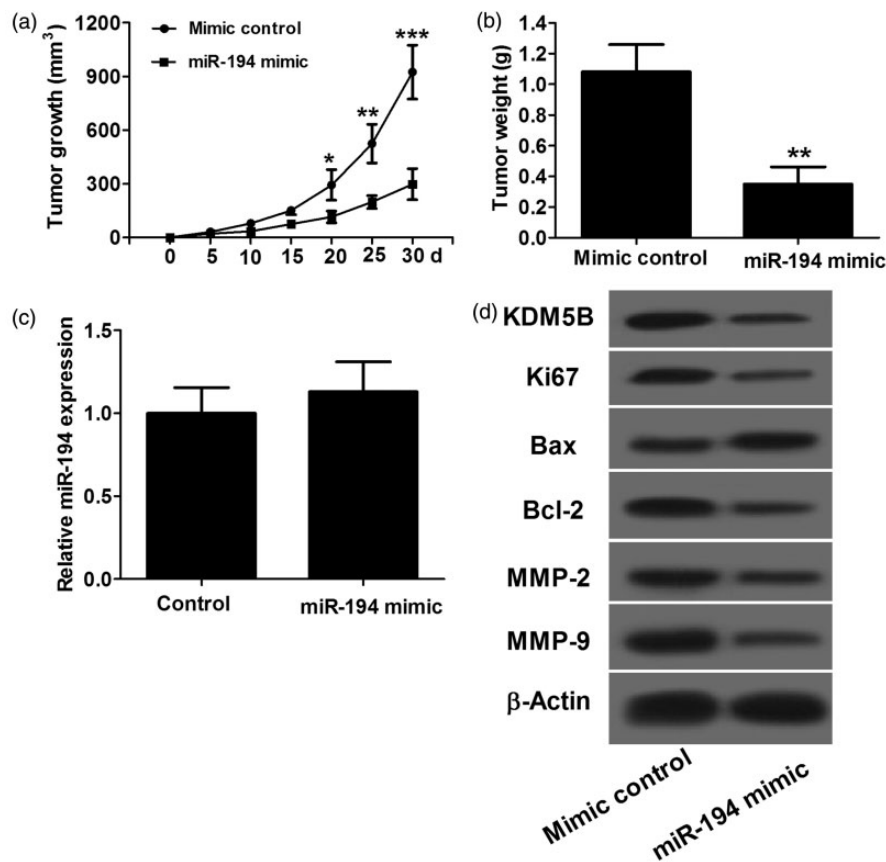 (a)
Tumor growth (mm³)
1200
900
600
300
0
Mimic control
miR-194 mimic
*
**
***
0 5 10 15 20 25 30 d
(b)
Tumor weight (g)
1.4
1.2
1.0
0.8
0.6
0.4
0.2
0.0
**
Mimic control miR-194 mimic
(c)
Relative miR-194 expression
1.5
1.0
0.5
0.0
Control miR-194 mimic
(d)
KDM5B
Ki67
Bax
Bcl-2
MMP-2
MMP-9
β-Actin
Mimic control
miR-194 mimic